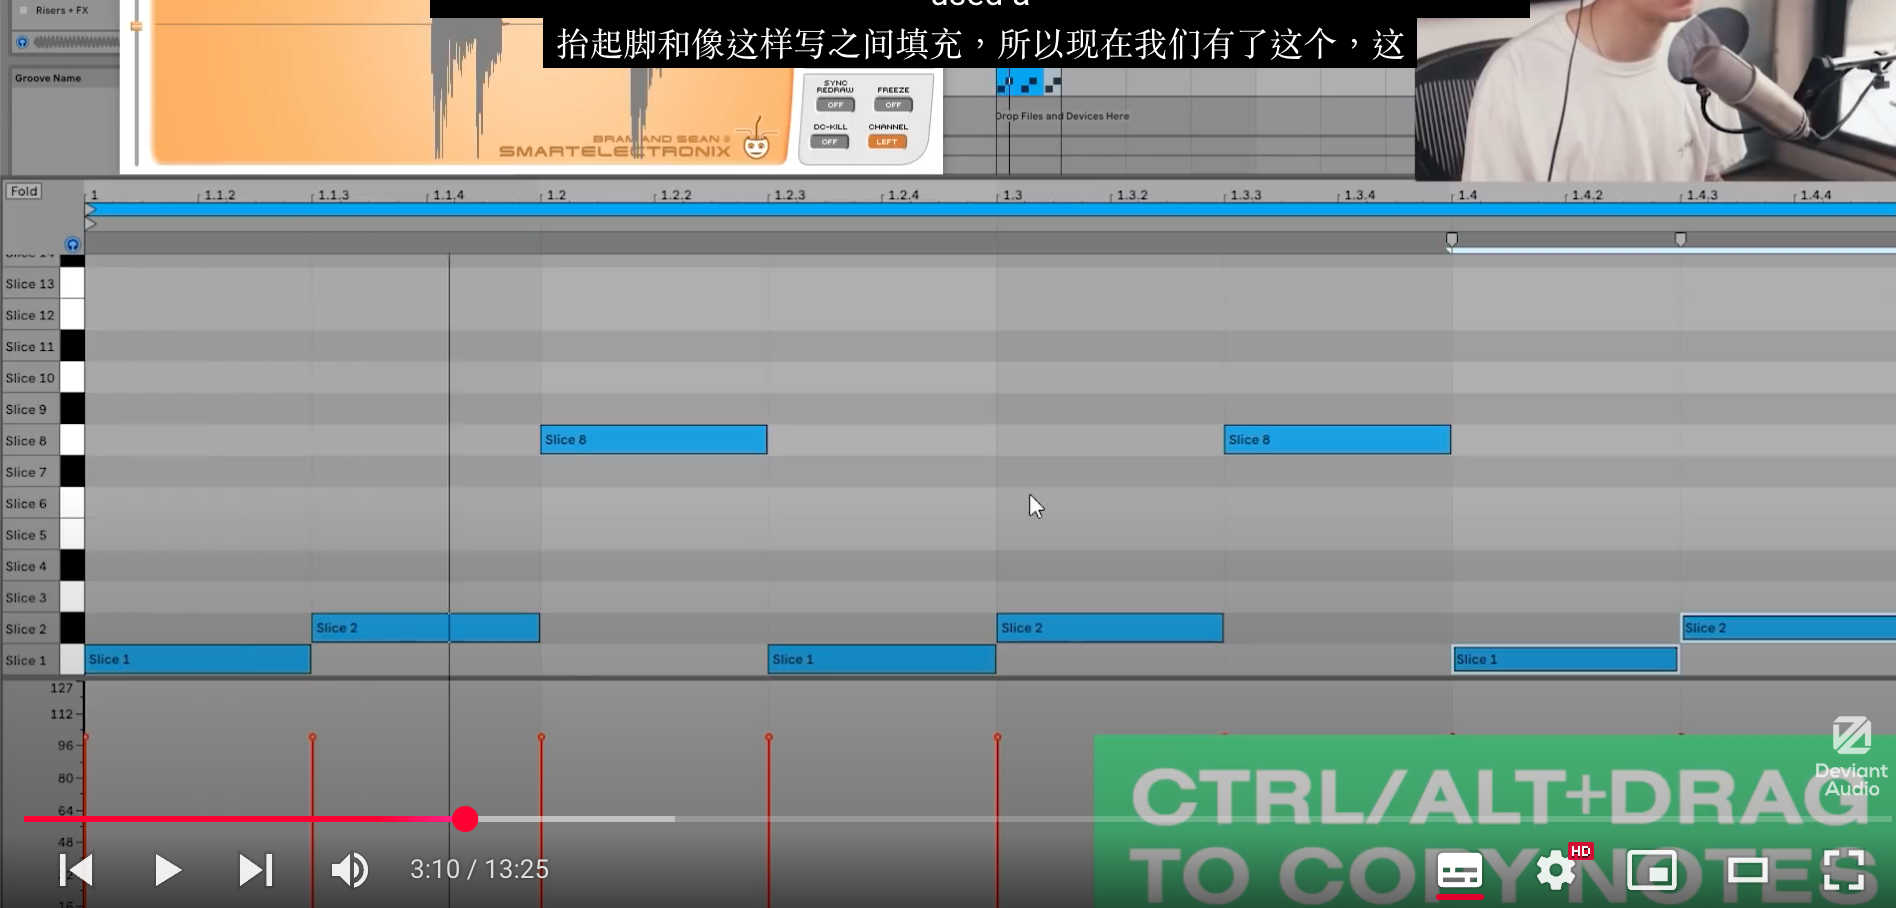 used a
Risers + FX
抬起脚和像这样写之间填充，所以现在我们有了这个，这
Groove Name
SYNC
REDRAW
FREEZE
OFF
OFF
DC-KILL
CHANNEL
OFF
LEFT
BRAM AND SEAN @
SMARTELECTRONIX
Drop Files and Devices Here
Fold
1
1.1.2
1.1.3
1.1.4
1.2
1.2.2
1.2.3
1.2.4
1.3
1.3.2
1.3.3
1.3.4
1.4
1.4.2
1.4.3
1.4.4
Slice 14
Slice 13
Slice 12
Slice 11
Slice 10
Slice 9
Slice 8
Slice 8
Slice 8
Slice 7
Slice 6
Slice 5
Slice 4
Slice 3
Slice 2
Slice 2
Slice 2
Slice 2
Slice 1
Slice 1
Slice 1
Slice 1
127
112
96
80
64
48
16
CTRL/ALT+DRAG
TO COPY NOTES
Deviant
Audio
3:10 / 13:25
HD